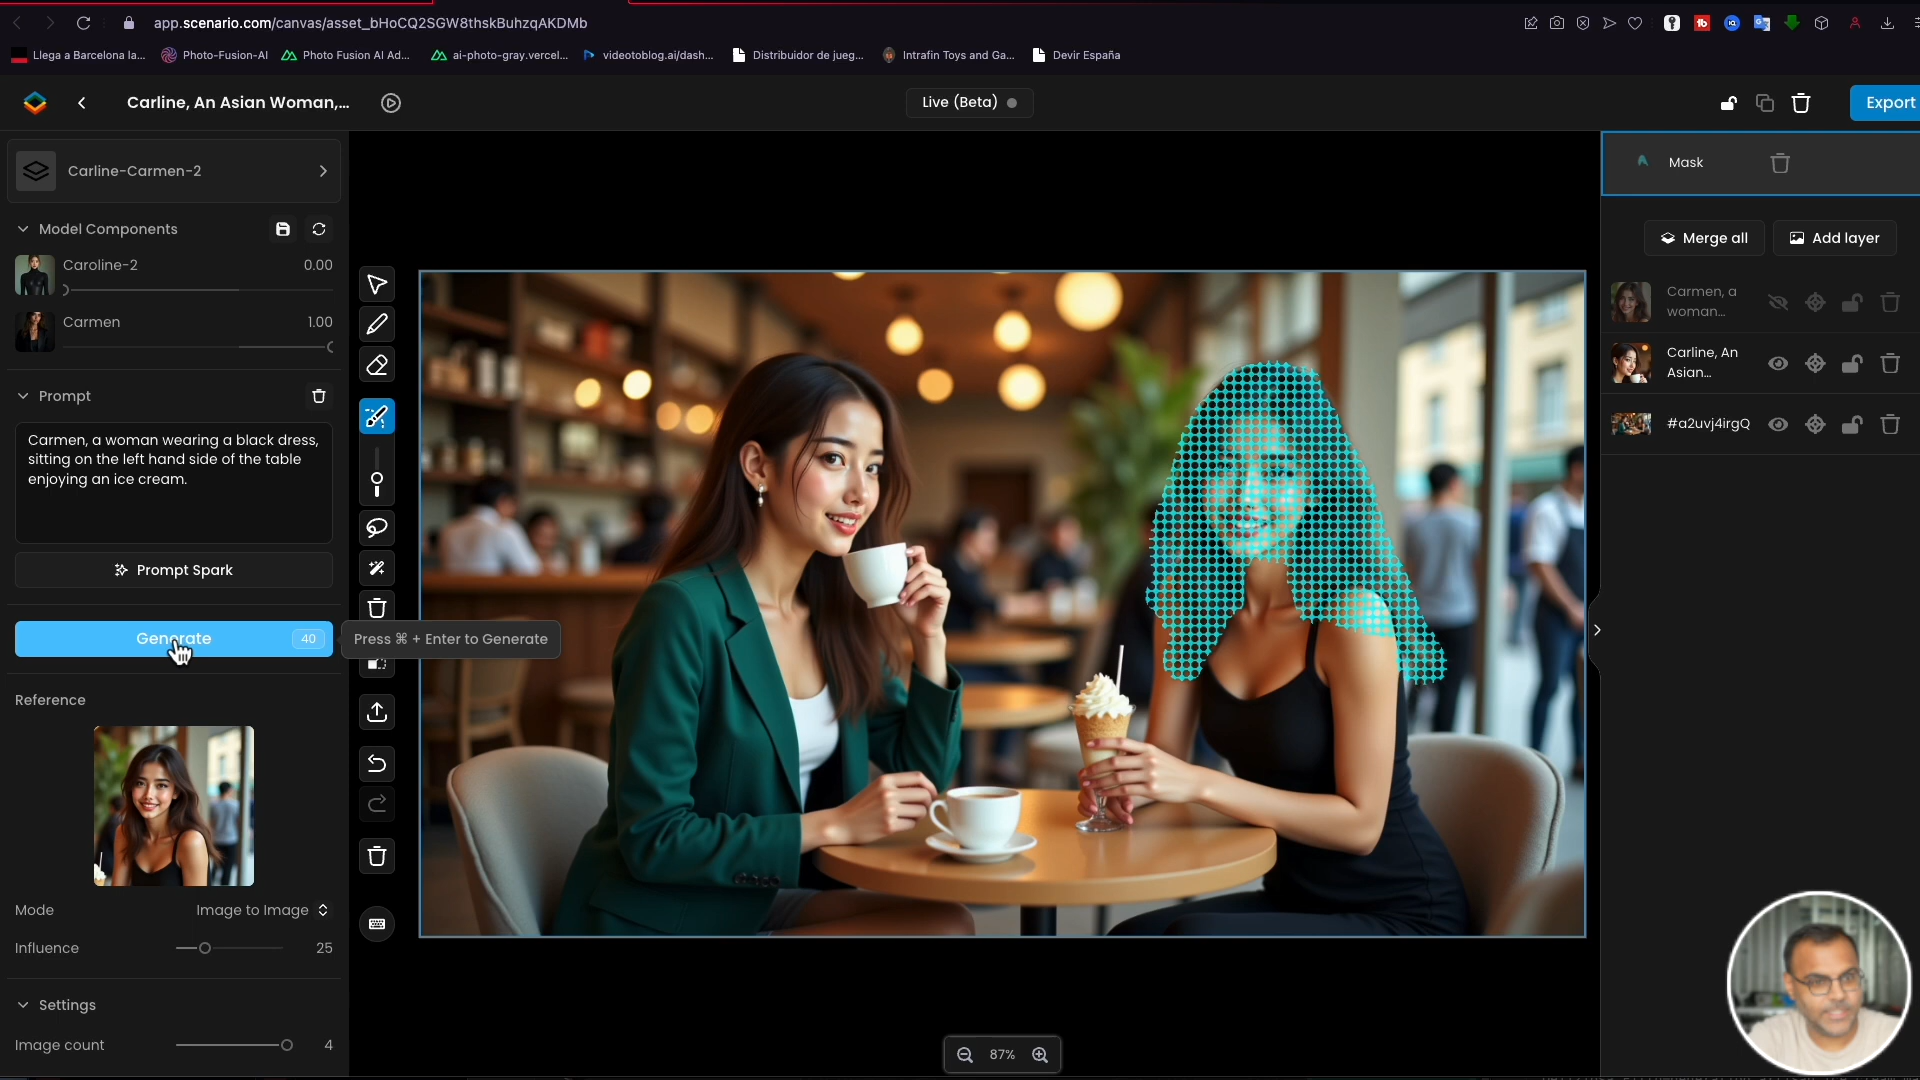 app.scenario.com/canvas/asset_bHoCQ2SGW8thskBuhzqAKDMb
Llega a Barcelona la...
Photo-Fusion-AI
Photo Fusion AI Ad...
ai-photo-gray.vercel...
videotoblog.ai/dash...
Distribuidor de jueg...
Intrafin Toys and Ga...
Devir España
Carline, An Asian Woman,...
Live (Beta)
Export
Carline-Carmen-2
Model Components
Caroline-2
0.00
Carmen
1.00
Prompt
Carmen, a woman wearing a black dress,
sitting on the left hand side of the table
enjoying an ice cream.
Prompt Spark
Generate
40
Press ⌘ + Enter to Generate
Reference
Mode
Image to Image
Influence
25
Settings
Image count
4
87%
Mask
Merge all
Add layer
Carmen, a
woman...
Carline, An
Asian...
#a2uvj4irgQ